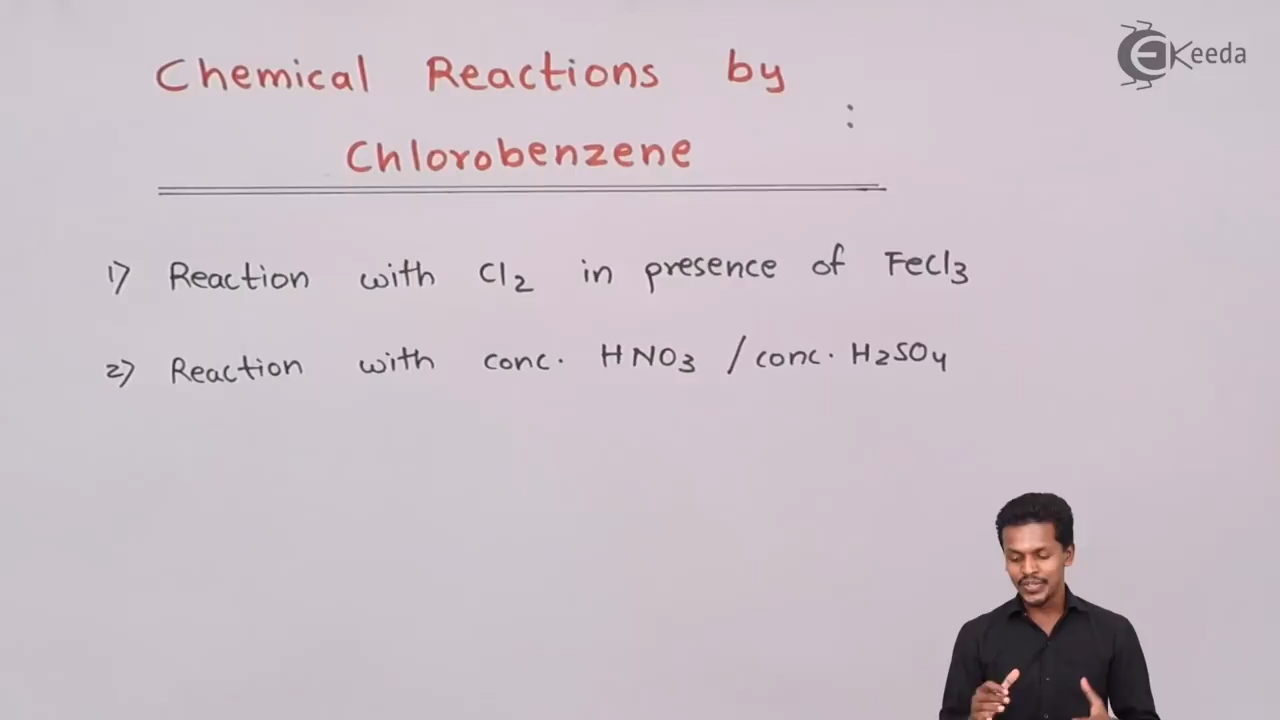 Ekeeda
Chemical Reactions by
Chlorobenzene :
1) Reaction with Cl₂ in presence of FeCl₃
2) Reaction with conc. HNO₃ / conc. H₂SO₄